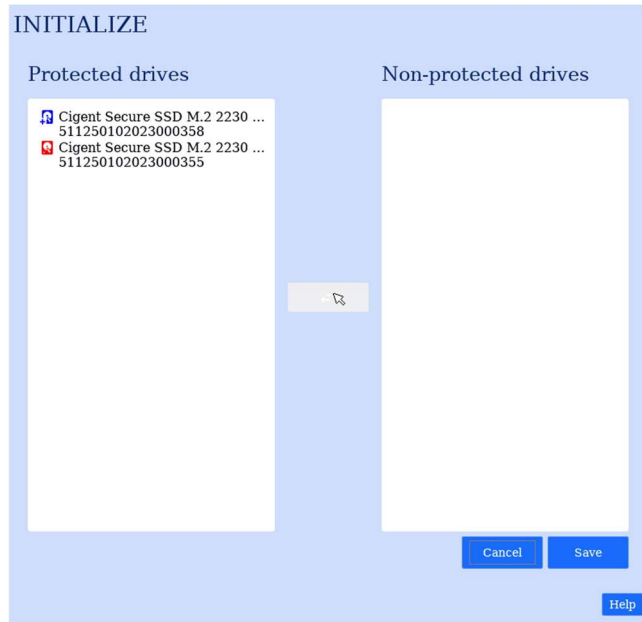 INITIALIZE
Protected drives
Non-protected drives
Cigent Secure SSD M.2 2230 ...
511250102023000358
Cigent Secure SSD M.2 2230 ...
511250102023000355
Cancel
Save
Help